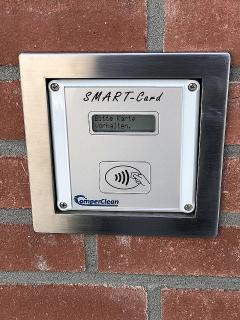 SMART-Card
Bitte Karte
vorhalten.
CamperClean